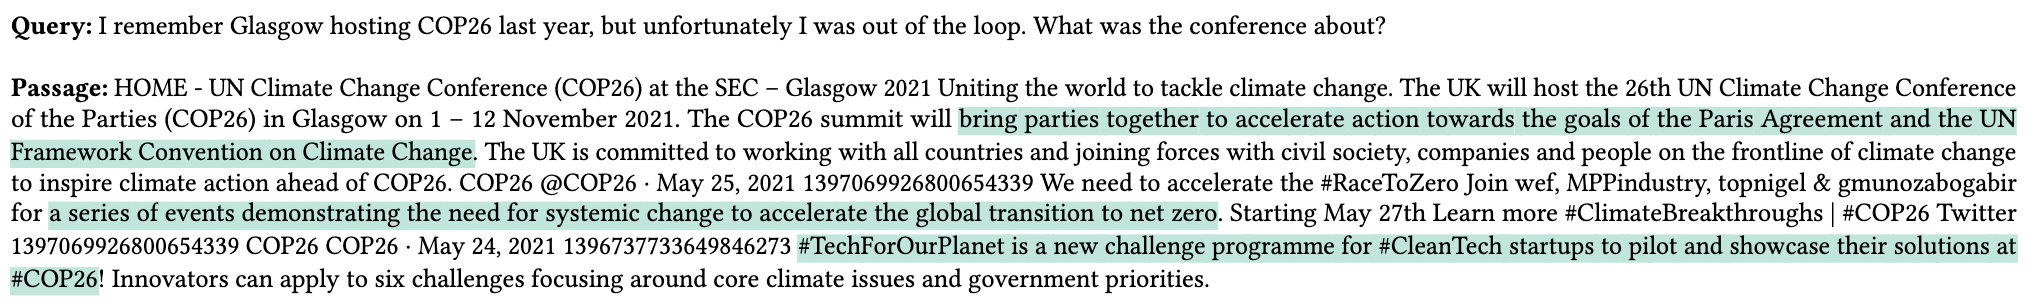 Query: I remember Glasgow hosting COP26 last year, but unfortunately I was out of the loop. What was the conference about?
Passage: HOME - UN Climate Change Conference (COP26) at the SEC – Glasgow 2021 Uniting the world to tackle climate change. The UK will host the 26th UN Climate Change Conference
of the Parties (COP26) in Glasgow on 1 – 12 November 2021. The COP26 summit will bring parties together to accelerate action towards the goals of the Paris Agreement and the UN
Framework Convention on Climate Change. The UK is committed to working with all countries and joining forces with civil society, companies and people on the frontline of climate change
to inspire climate action ahead of COP26. COP26 @COP26 · May 25, 2021 1397069926800654339 We need to accelerate the #RaceToZero Join wef, MPPindustry, topnigel & gmunozabogabir
for a series of events demonstrating the need for systemic change to accelerate the global transition to net zero. Starting May 27th Learn more #ClimateBreakthroughs | #COP26 Twitter
1397069926800654339 COP26 COP26 · May 24, 2021 1396737733649846273 #TechForOurPlanet is a new challenge programme for #CleanTech startups to pilot and showcase their solutions at
#COP26! Innovators can apply to six challenges focusing around core climate issues and government priorities.